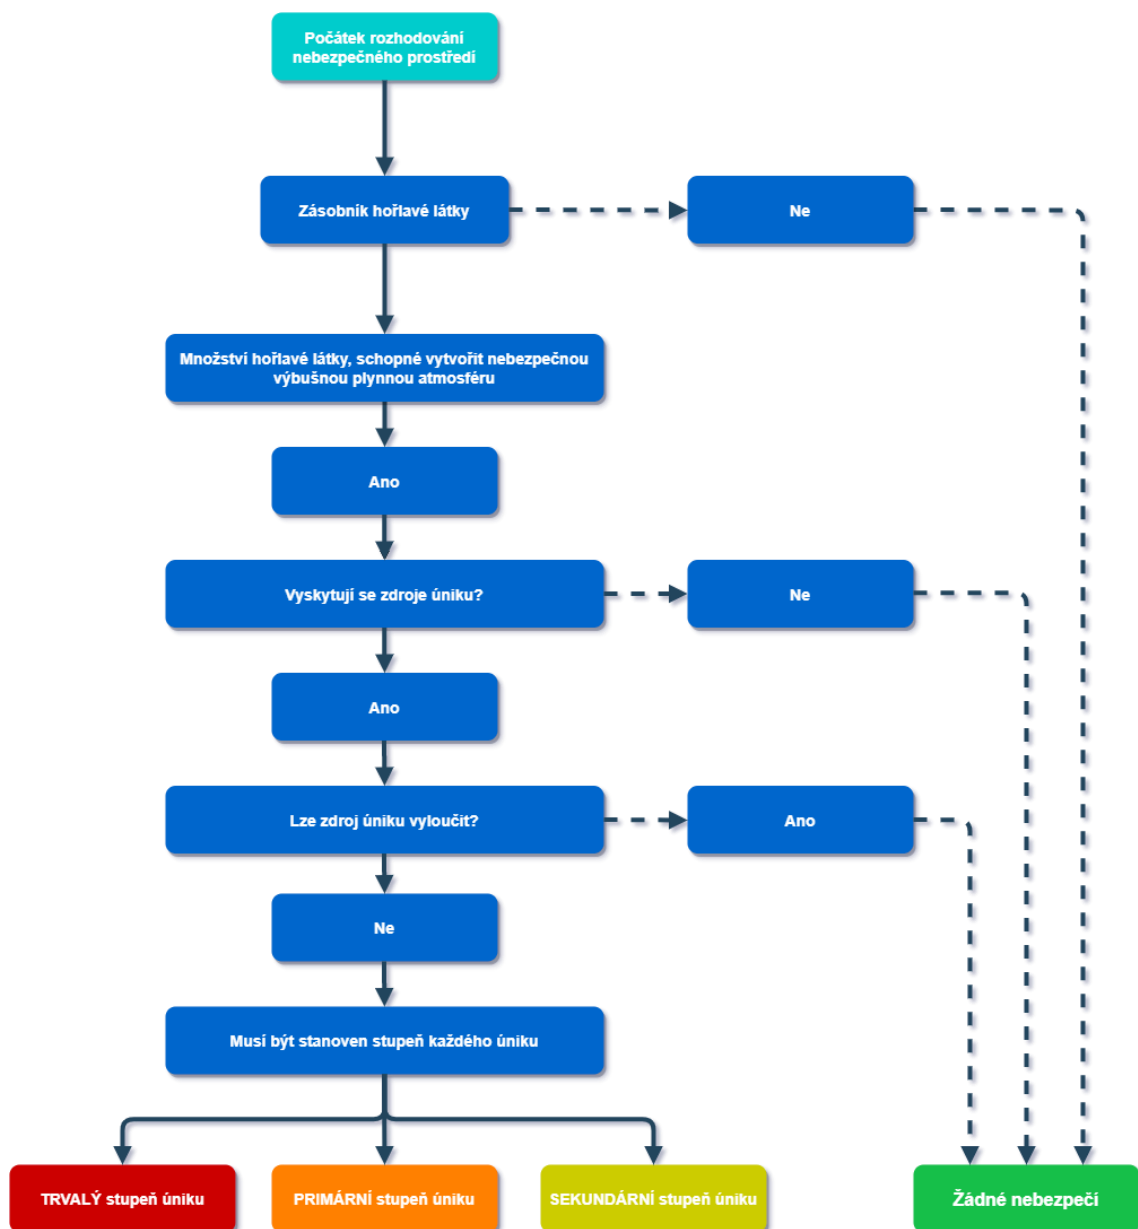 Počátek rozhodování
nebezpečného prostředí
Zásobník hořlavé látky
Ne
Množství hořlavé látky, schopné vytvořit nebezpečnou
výbušnou plynnou atmosféru
Ano
Vyskytují se zdroje úniku?
Ne
Ano
Lze zdroj úniku vyloučit?
Ano
Ne
Musí být stanoven stupeň každého úniku
TRVALÝ stupeň úniku
PRIMÁRNÍ stupeň úniku
SEKUNDÁRNÍ stupeň úniku
Žádné nebezpečí